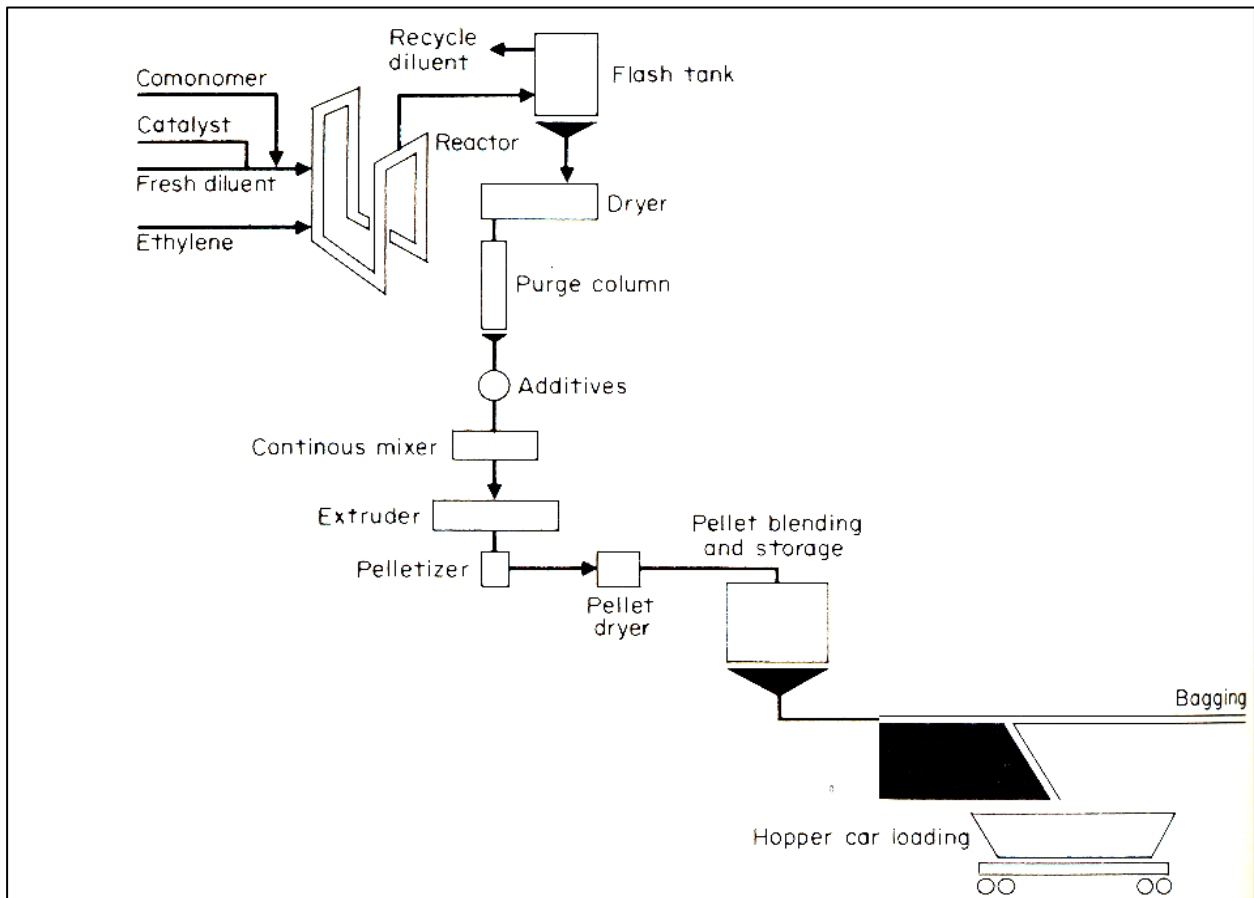 Recycle
diluent
Flash tank
Comonomer
Catalyst
Reactor
Fresh diluent
Dryer
Ethylene
Purge column
Additives
Continous mixer
Extruder
Pellet blending
and storage
Pelletizer
Pellet
dryer
Bagging
Hopper car loading